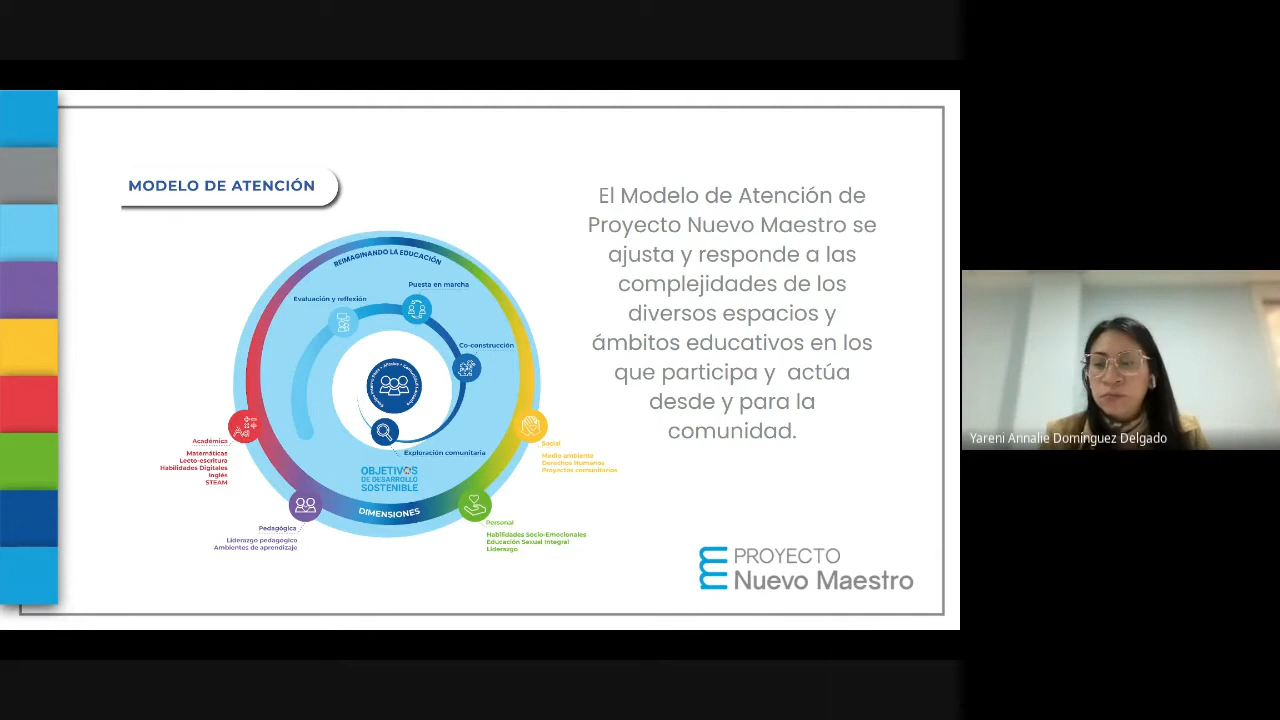 MODELO DE ATENCIÓN
El Modelo de Atención de
Proyecto Nuevo Maestro se
ajusta y responde a las
complejidades de los
diversos espacios y
ámbitos educativos en los
que participa y actúa
desde y para la
comunidad.
REIMAGINANDO LA EDUCACIÓN
Puesta en marcha
Evaluación y reflexión
Co-construcción
Exploración comunitaria
OBJETIVOS
DE DESARROLLO
SOSTENIBLE
DIMENSIONES
Académica
Matemáticas
Lecto-escritura
Habilidades Digitales
Inglés
STEAM
Social
Medio ambiente
Derechos Humanos
Proyectos comunitarios
Pedagógica
Liderazgo pedagógico
Ambientes de aprendizaje
Personal
Habilidades Socio-Emocionales
Educación Sexual Integral
Liderazgo
PROYECTO
Nuevo Maestro
Yareni Annalie Domínguez Delgado